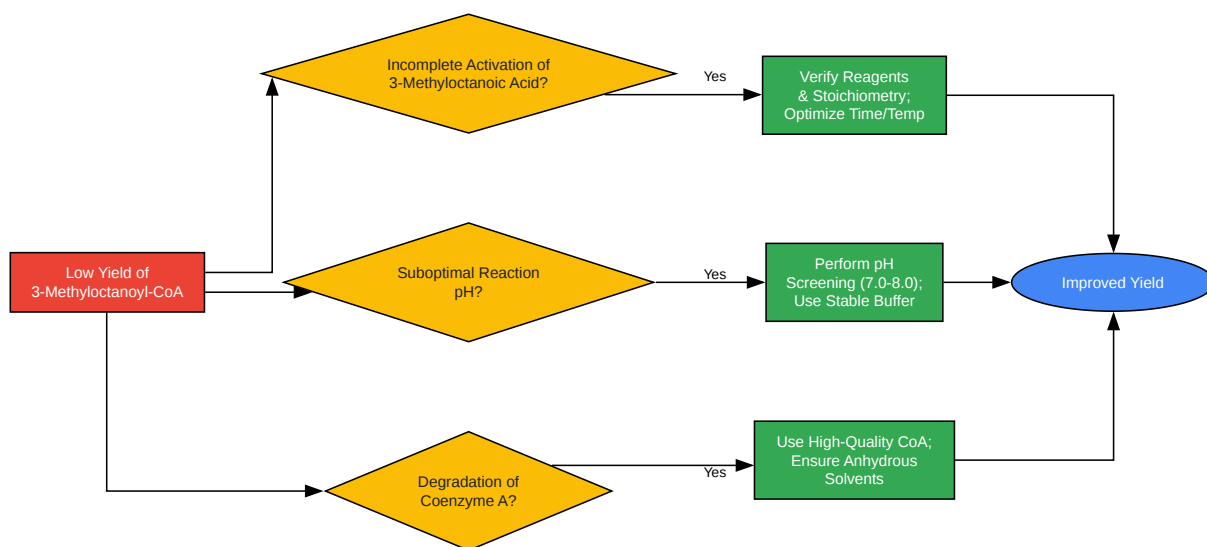 Incomplete Activation of
3-Methyloctanoic Acid?
Yes
Verify Reagents
& Stoichiometry;
Optimize Time/Temp
Low Yield of
3-Methyloctanoyl-CoA
Suboptimal Reaction
pH?
Yes
Perform pH
Screening (7.0-8.0);
Use Stable Buffer
Improved Yield
Degradation of
Coenzyme A?
Yes
Use High-Quality CoA;
Ensure Anhydrous
Solvents